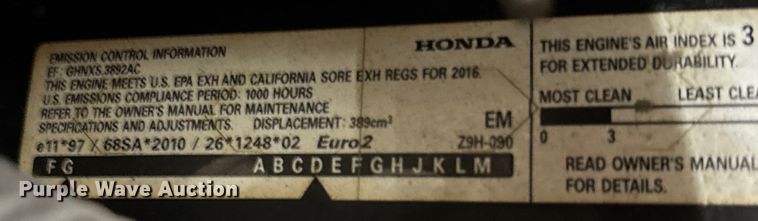 EMISSION CONTROL INFORMATION
HONDA
EF: GHNXS.3892AC
THIS ENGINE MEETS U.S. EPA EXH AND CALIFORNIA SORE EXH REGS FOR 2016.
U.S. EMISSIONS COMPLIANCE PERIOD: 1000 HOURS
REFER TO THE OWNER'S MANUAL FOR MAINTENANCE
SPECIFICATIONS AND ADJUSTMENTS. DISPLACEMENT: 389cm³
EM
e11*97 / 68SA*2010 / 26*1248*02 Euro2
Z9H-090
F G A B C D E F G H J K L M
THIS ENGINE'S AIR INDEX IS 3
FOR EXTENDED DURABILITY.
MOST CLEAN LEAST CLE
0 3
READ OWNER'S MANUAL
FOR DETAILS.
Purple Wave Auction